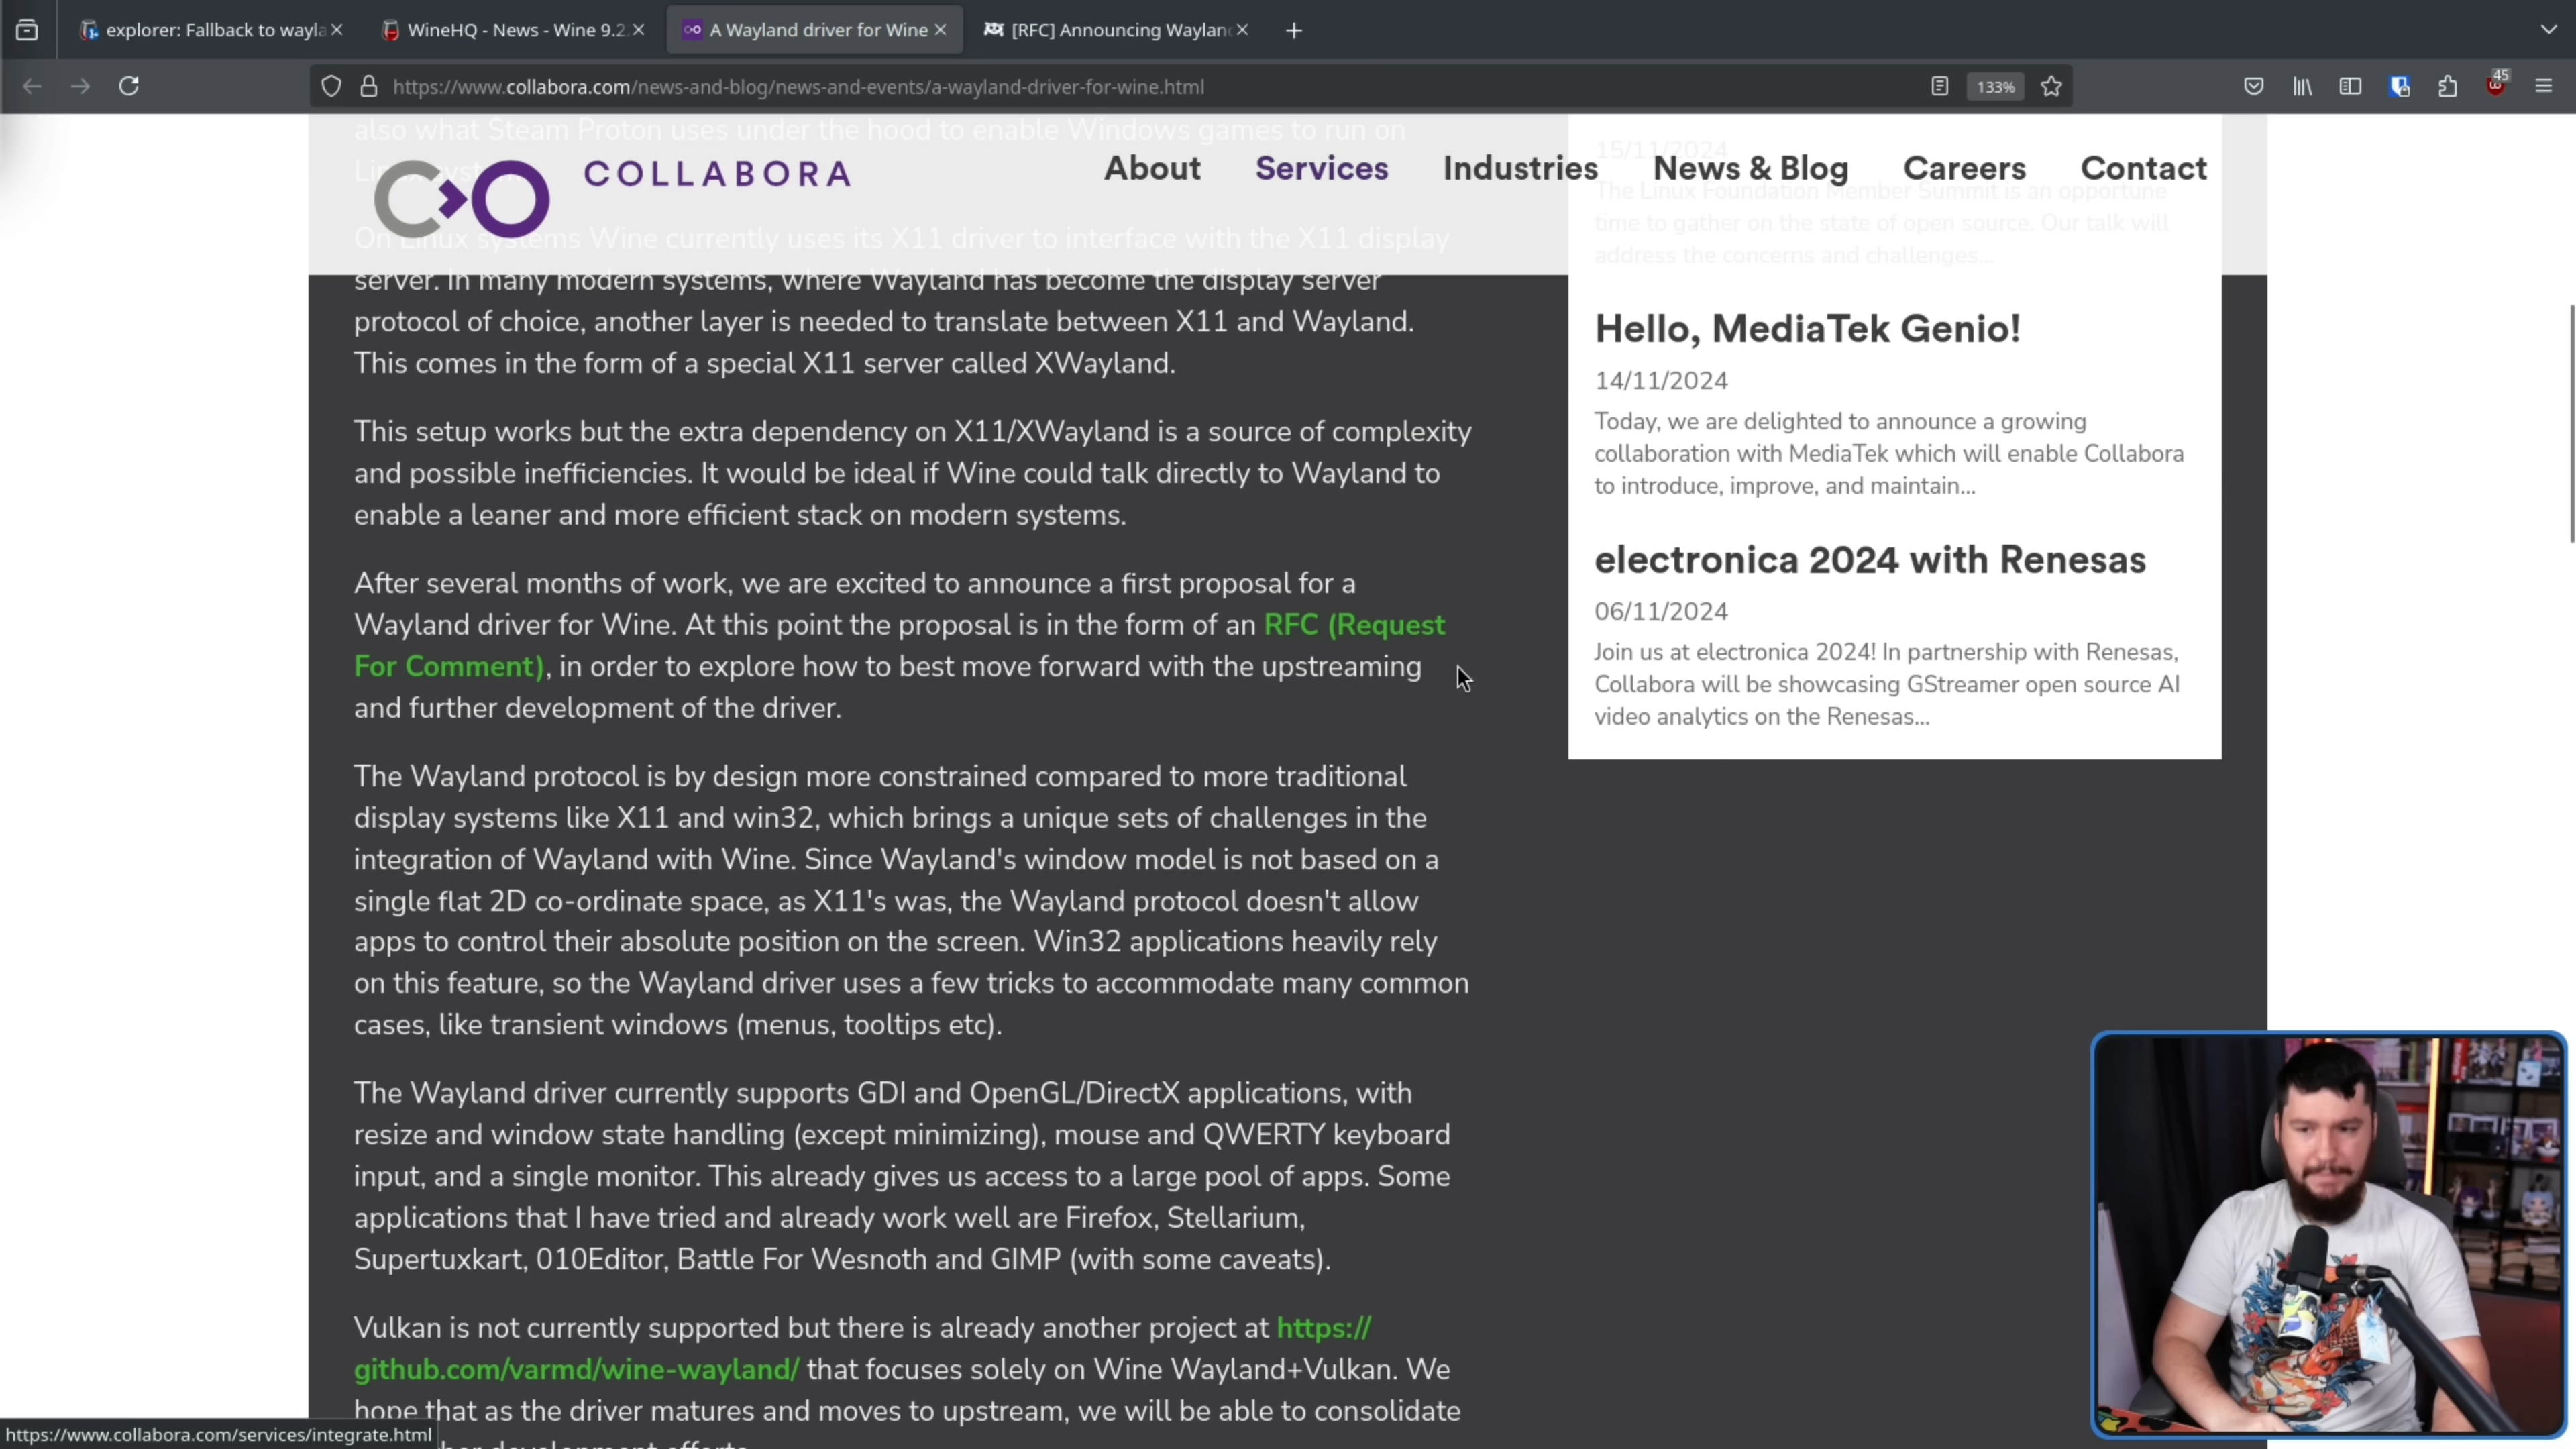 explorer: Fallback to wayla
WineHQ - News - Wine 9.2
A Wayland driver for Wine
[RFC] Announcing Wayland
https://www.collabora.com/news-and-blog/news-and-events/a-wayland-driver-for-wine.html
133%
45
COLLABORA
About
Services
Industries
News & Blog
Careers
Contact
also what Steam Proton uses under the hood to enable Windows games to run on
On Linux systems Wine currently uses its X11 driver to interface with the X11 display
server. In many modern systems, where Wayland has become the display server
protocol of choice, another layer is needed to translate between X11 and Wayland.
This comes in the form of a special X11 server called XWayland.
This setup works but the extra dependency on X11/XWayland is a source of complexity
and possible inefficiencies. It would be ideal if Wine could talk directly to Wayland to
enable a leaner and more efficient stack on modern systems.
After several months of work, we are excited to announce a first proposal for a
Wayland driver for Wine. At this point the proposal is in the form of an RFC (Request
For Comment), in order to explore how to best move forward with the upstreaming
and further development of the driver.
The Wayland protocol is by design more constrained compared to more traditional
display systems like X11 and win32, which brings a unique sets of challenges in the
integration of Wayland with Wine. Since Wayland's window model is not based on a
single flat 2D co-ordinate space, as X11's was, the Wayland protocol doesn't allow
apps to control their absolute position on the screen. Win32 applications heavily rely
on this feature, so the Wayland driver uses a few tricks to accommodate many common
cases, like transient windows (menus, tooltips etc).
The Wayland driver currently supports GDI and OpenGL/DirectX applications, with
resize and window state handling (except minimizing), mouse and QWERTY keyboard
input, and a single monitor. This already gives us access to a large pool of apps. Some
applications that I have tried and already work well are Firefox, Stellarium,
Supertuxkart, 010Editor, Battle For Wesnoth and GIMP (with some caveats).
Vulkan is not currently supported but there is already another project at https://
github.com/varmd/wine-wayland/ that focuses solely on Wine Wayland+Vulkan. We
hope that as the driver matures and moves to upstream, we will be able to consolidate
development efforts
15/11/2024
The Linux Foundation Member Summit is an opportune
time to gather on the state of open source. Our talk will
address the concerns and challenges...
Hello, MediaTek Genio!
14/11/2024
Today, we are delighted to announce a growing
collaboration with MediaTek which will enable Collabora
to introduce, improve, and maintain...
electronica 2024 with Renesas
06/11/2024
Join us at electronica 2024! In partnership with Renesas,
Collabora will be showcasing GStreamer open source AI
video analytics on the Renesas...
https://www.collabora.com/services/integrate.html